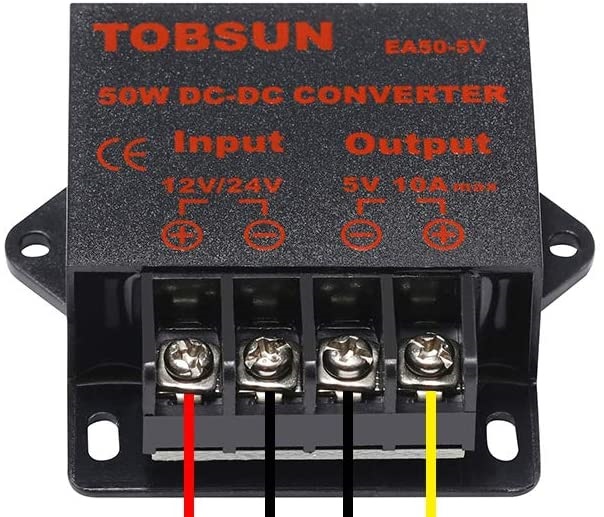 TOBSUN EA50-5V
50W DC-DC CONVERTER
CE Input Output
12V/24V 5V 10A max
+ - - +